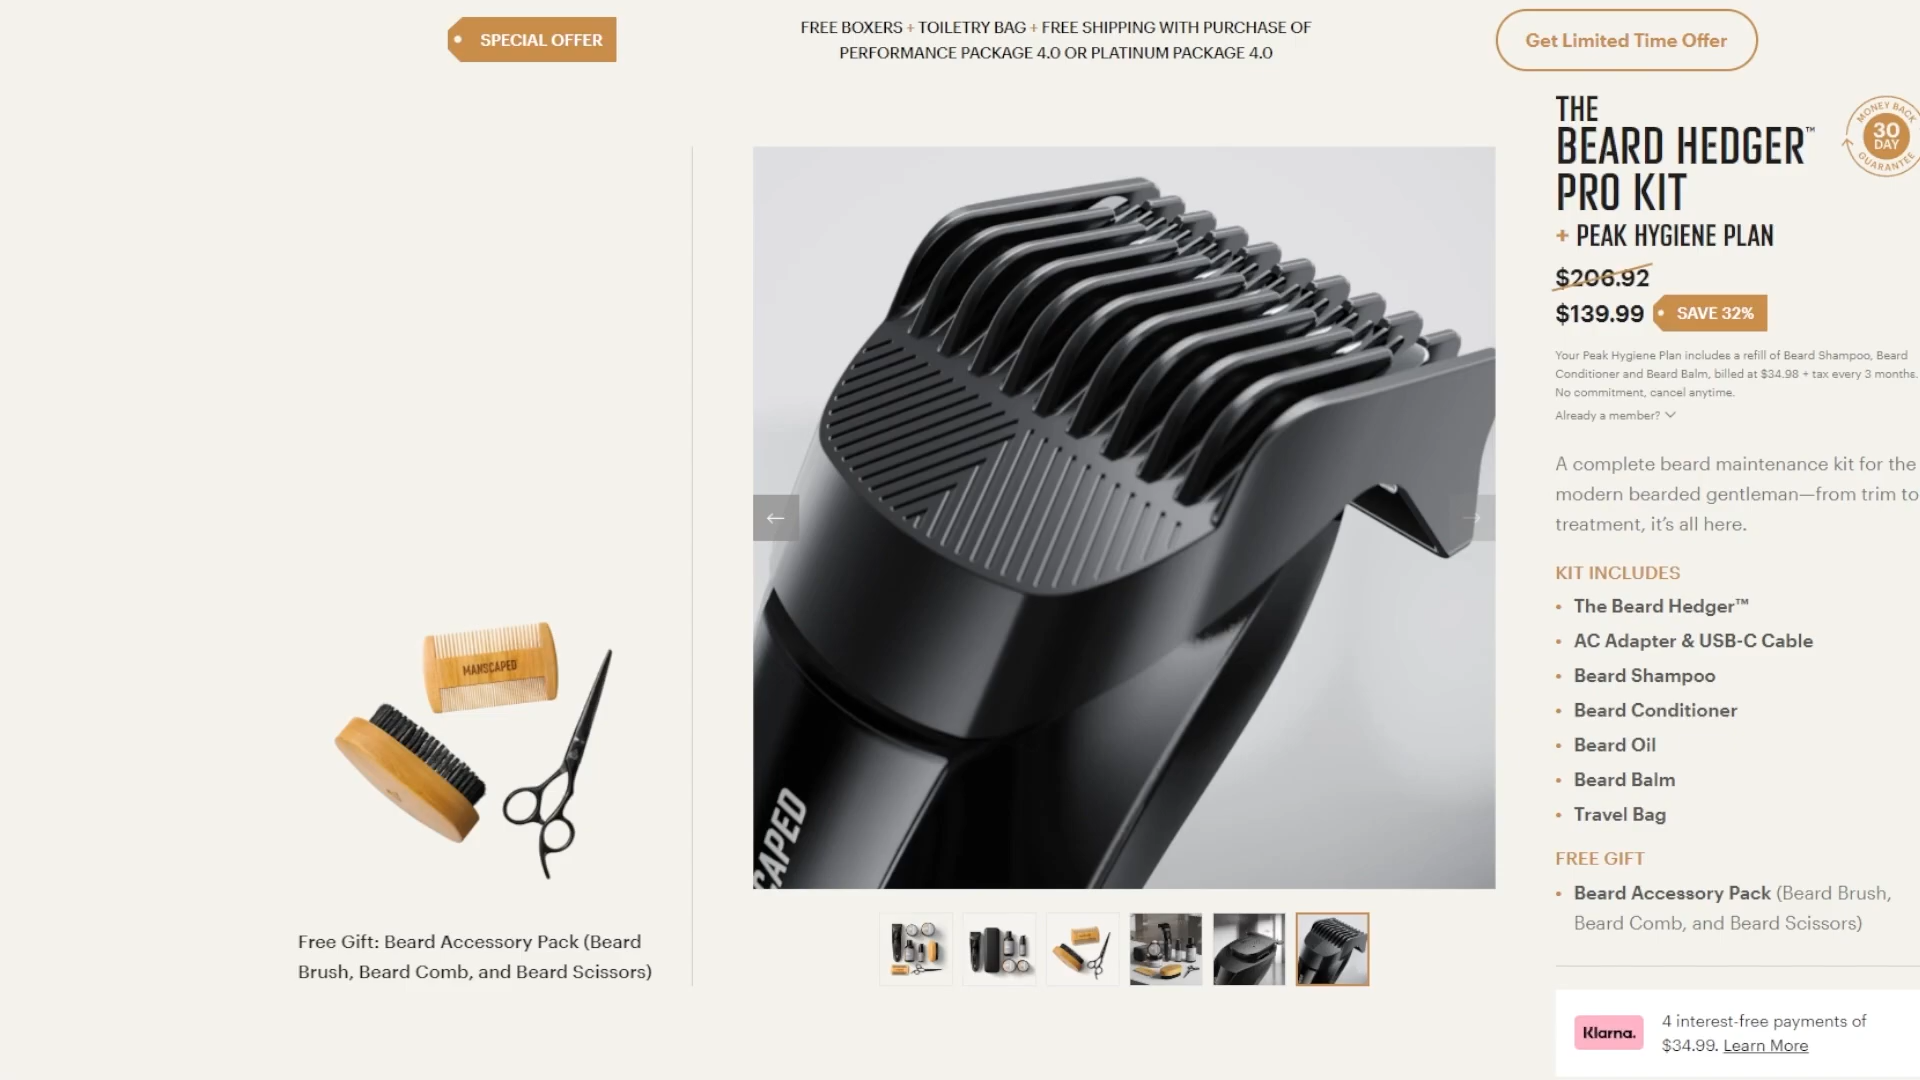 SPECIAL OFFER
FREE BOXERS + TOILETRY BAG + FREE SHIPPING WITH PURCHASE OF
PERFORMANCE PACKAGE 4.0 OR PLATINUM PACKAGE 4.0
Get Limited Time Offer
THE
BEARD HEDGER™
PRO KIT
+ PEAK HYGIENE PLAN
MONEY BACK
30
DAY
GUARANTEE
$206.92
$139.99 SAVE 32%
Your Peak Hygiene Plan includes a refill of Beard Shampoo, Beard
Conditioner and Beard Balm, billed at $34.98 + tax every 3 months.
No commitment, cancel anytime.
Already a member?
A complete beard maintenance kit for the
modern bearded gentleman—from trim to
treatment, it's all here.
KIT INCLUDES
• The Beard Hedger™
• AC Adapter & USB-C Cable
• Beard Shampoo
• Beard Conditioner
• Beard Oil
• Beard Balm
• Travel Bag
FREE GIFT
• Beard Accessory Pack (Beard Brush,
Beard Comb, and Beard Scissors)
Klarna.
4 interest-free payments of
$34.99. Learn More
MANSCAPED
SCAPED
Free Gift: Beard Accessory Pack (Beard
Brush, Beard Comb, and Beard Scissors)